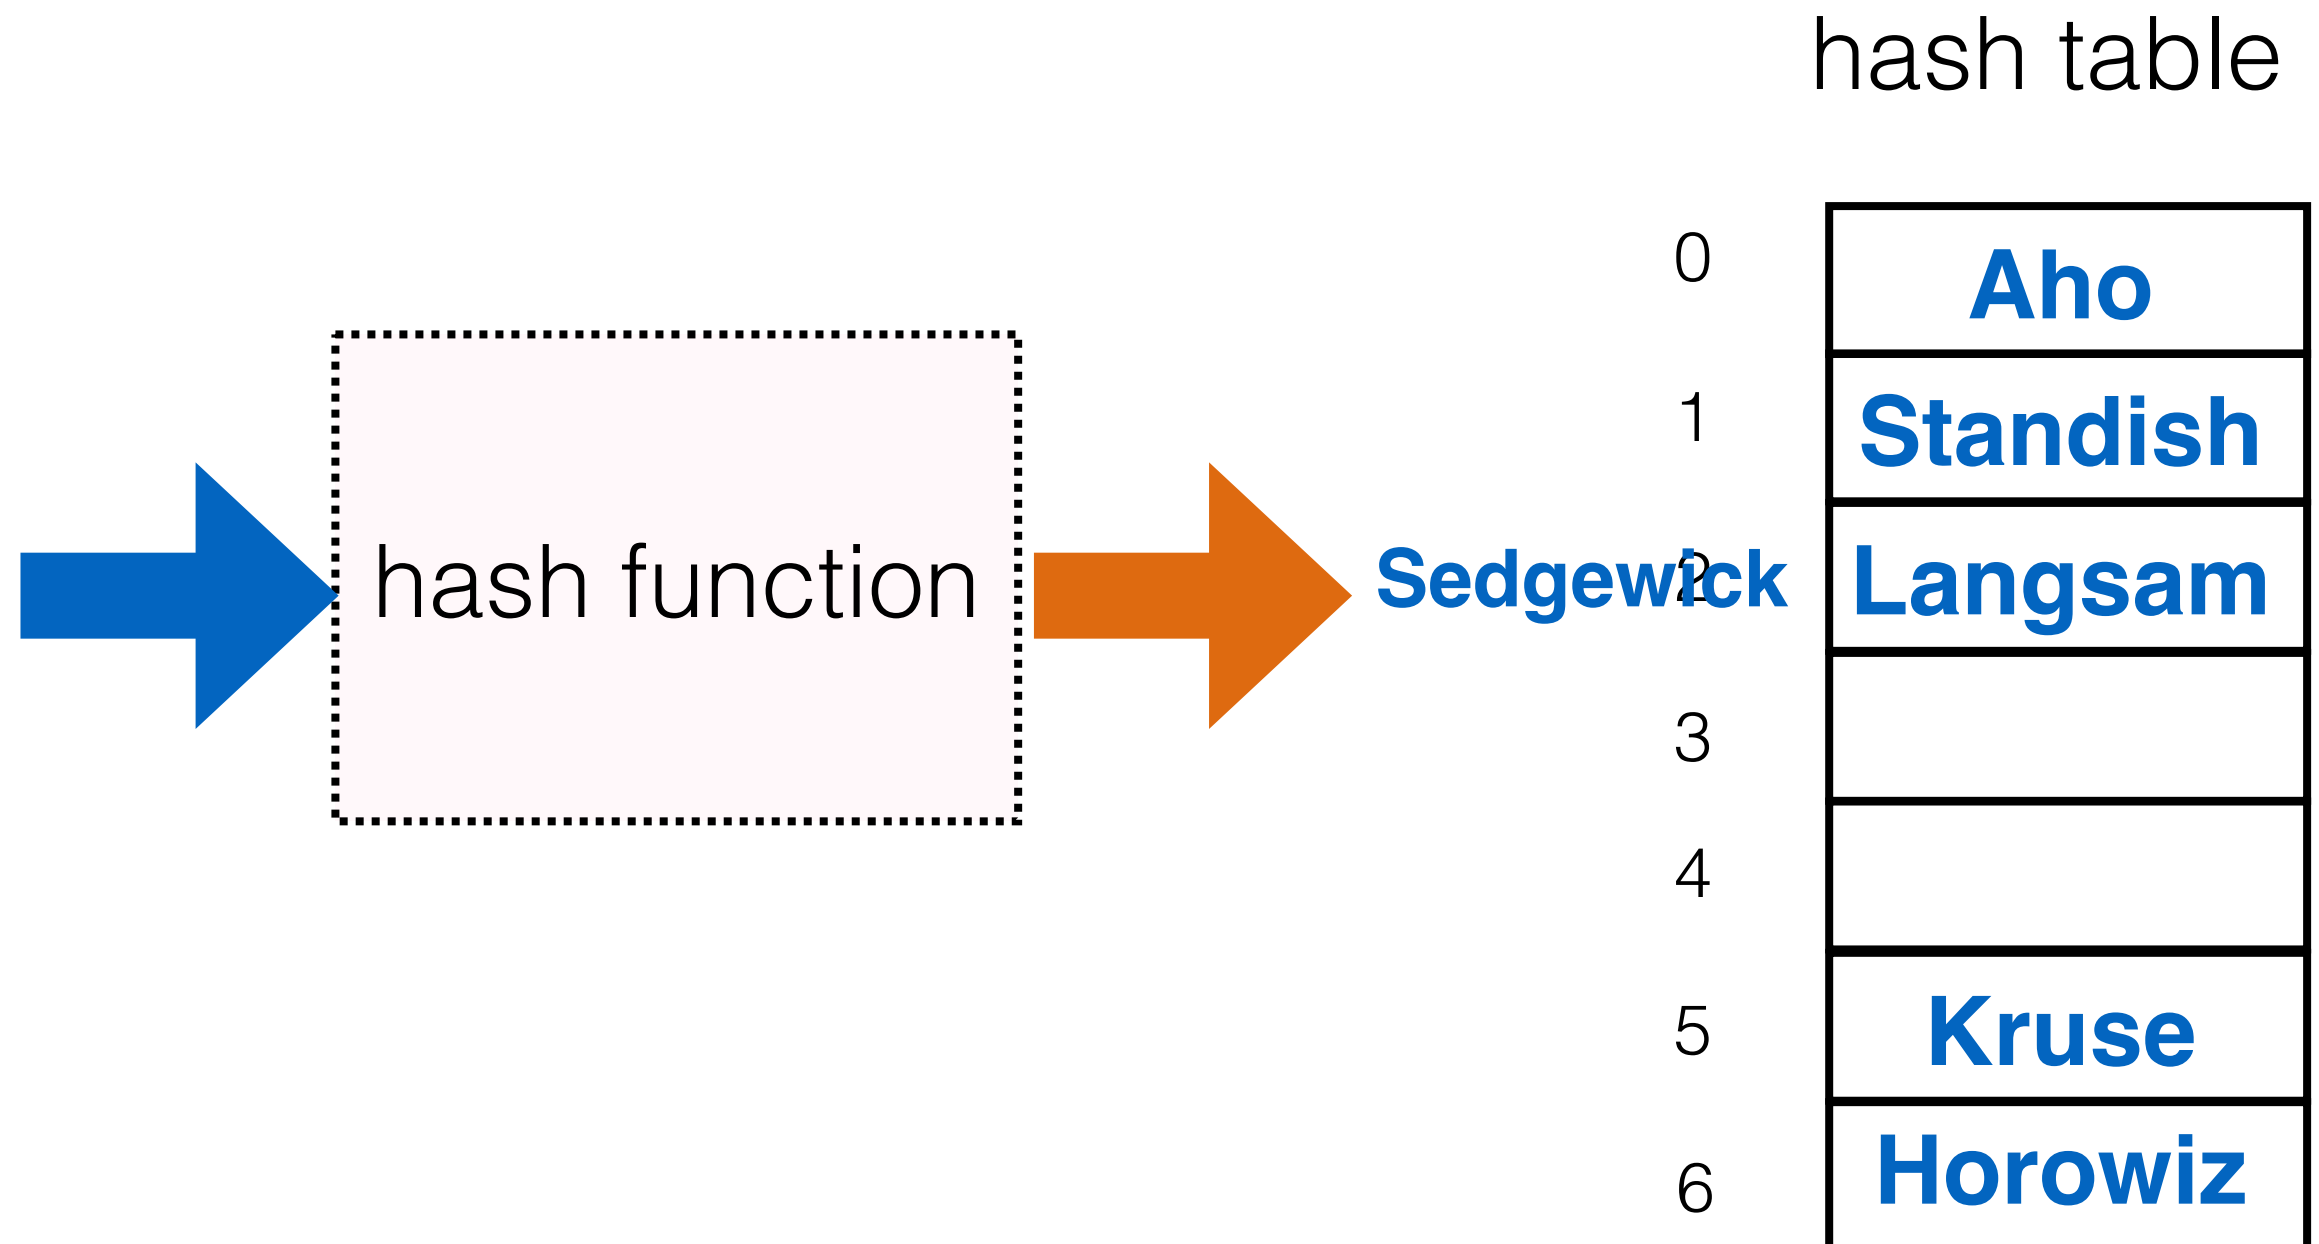 hash table
0 Aho
1 Standish
hash function Sedgewick 2 Langsam
3
4
5 Kruse
6 Horowiz